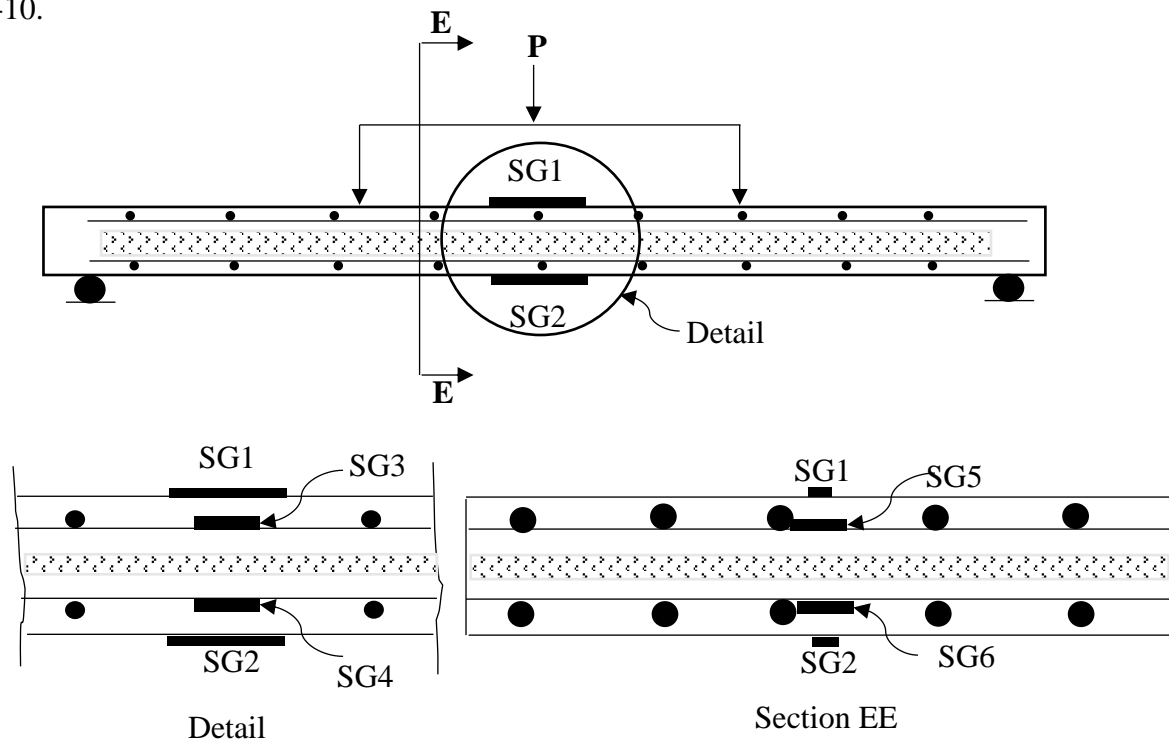 -10.
E
P
SG1
SG2
Detail
E
SG1
SG3
SG2
SG4
Detail
SG1
SG5
SG2
SG6
Section EE